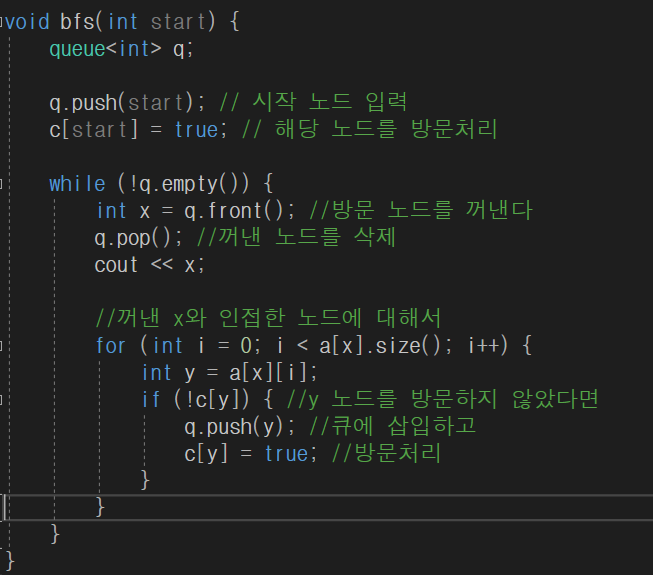 void bfs(int start) {
queue<int> q;
q.push(start); // 시작 노드 입력
c[start] = true; // 해당 노드를 방문처리
while (!q.empty()) {
int x = q.front(); //방문 노드를 꺼낸다
q.pop(); //꺼낸 노드를 삭제
cout << x;
//꺼낸 x와 인접한 노드에 대해서
for (int i = 0; i < a[x].size(); i++) {
int y = a[x][i];
if (!c[y]) { //y 노드를 방문하지 않았다면
q.push(y); //큐에 삽입하고
c[y] = true; //방문처리
}
}
}
}